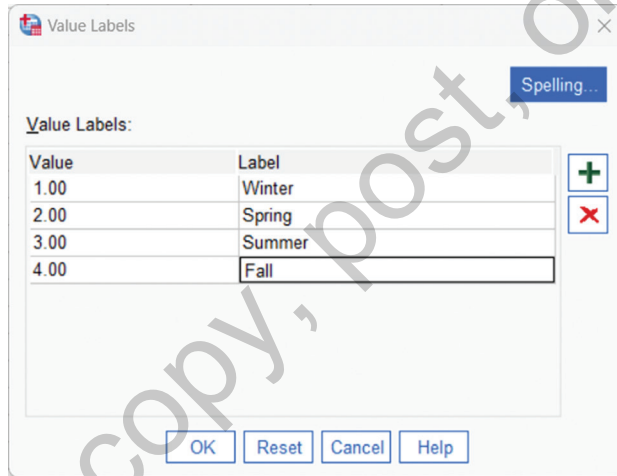 Value Labels
Spelling...
Value Labels:
Value Label
1.00 Winter
2.00 Spring
3.00 Summer
4.00 Fall
OK Reset Cancel Help
copy, post, or